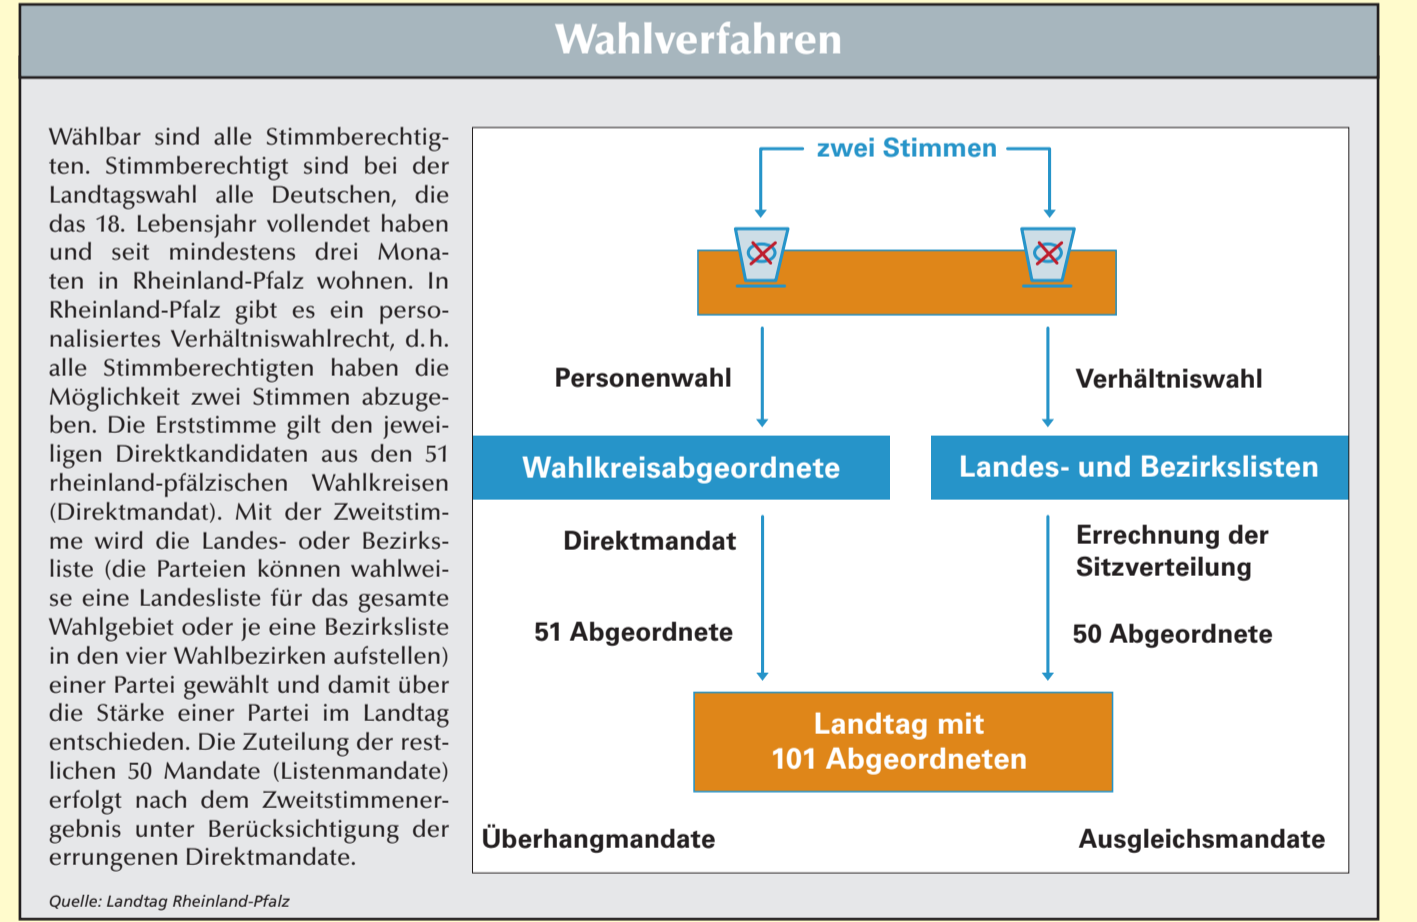 Wahlverfahren
Wählbar sind alle Stimmberechtig-
ten. Stimmberechtigt sind bei der
Landtagswahl alle Deutschen, die
das 18. Lebensjahr vollendet haben
und seit mindestens drei Mona-
ten in Rheinland-Pfalz wohnen. In
Rheinland-Pfalz gibt es ein perso-
nalisiertes Verhältniswahlrecht, d.h.
alle Stimmberechtigten haben die
Möglichkeit zwei Stimmen abzuge-
ben. Die Erststimme gilt den jewei-
ligen Direktkandidaten aus den 51
rheinland-pfälzischen Wahlkreisen
(Direktmandat). Mit der Zweitstim-
me wird die Landes- oder Bezirks-
liste (die Parteien können wahlwei-
se eine Landesliste für das gesamte
Wahlgebiet oder je eine Bezirksliste
in den vier Wahlbezirken aufstellen)
einer Partei gewählt und damit über
die Stärke einer Partei im Landtag
entschieden. Die Zuteilung der rest-
lichen 50 Mandate (Listenmandate)
erfolgt nach dem Zweitstimmener-
gebnis unter Berücksichtigung der
errungenen Direktmandate.
Quelle: Landtag Rheinland-Pfalz
zwei Stimmen
Personenwahl
Verhältniswahl
Wahlkreisabgeordnete
Landes- und Bezirkslisten
Direktmandat
Errechnung der
Sitzverteilung
51 Abgeordnete
50 Abgeordnete
Landtag mit
101 Abgeordneten
Überhangmandate
Ausgleichsmandate